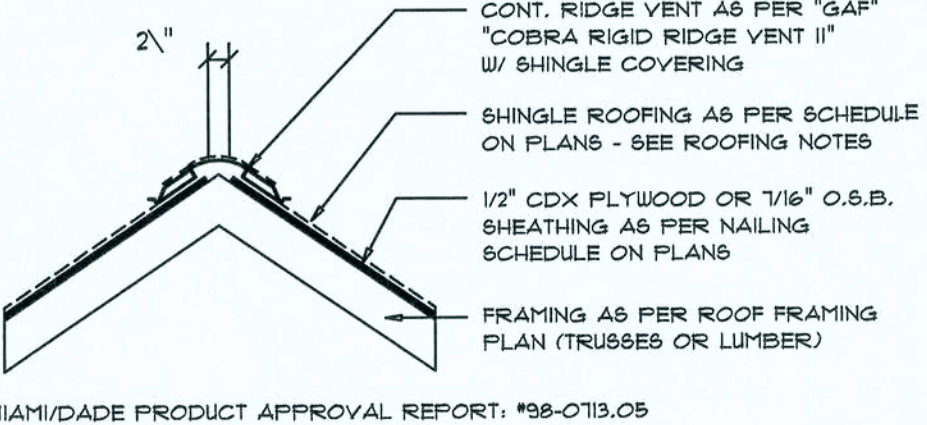 2\"
CONT. RIDGE VENT AS PER "GAF"
"COBRA RIGID RIDGE VENT II"
W/ SHINGLE COVERING
SHINGLE ROOFING AS PER SCHEDULE
ON PLANS - SEE ROOFING NOTES
1/2" CDX PLYWOOD OR 7/16" O.S.B.
SHEATHING AS PER NAILING
SCHEDULE ON PLANS
FRAMING AS PER ROOF FRAMING
PLAN (TRUSSES OR LUMBER)
MIAMI/DADE PRODUCT APPROVAL REPORT: #98-0713.05